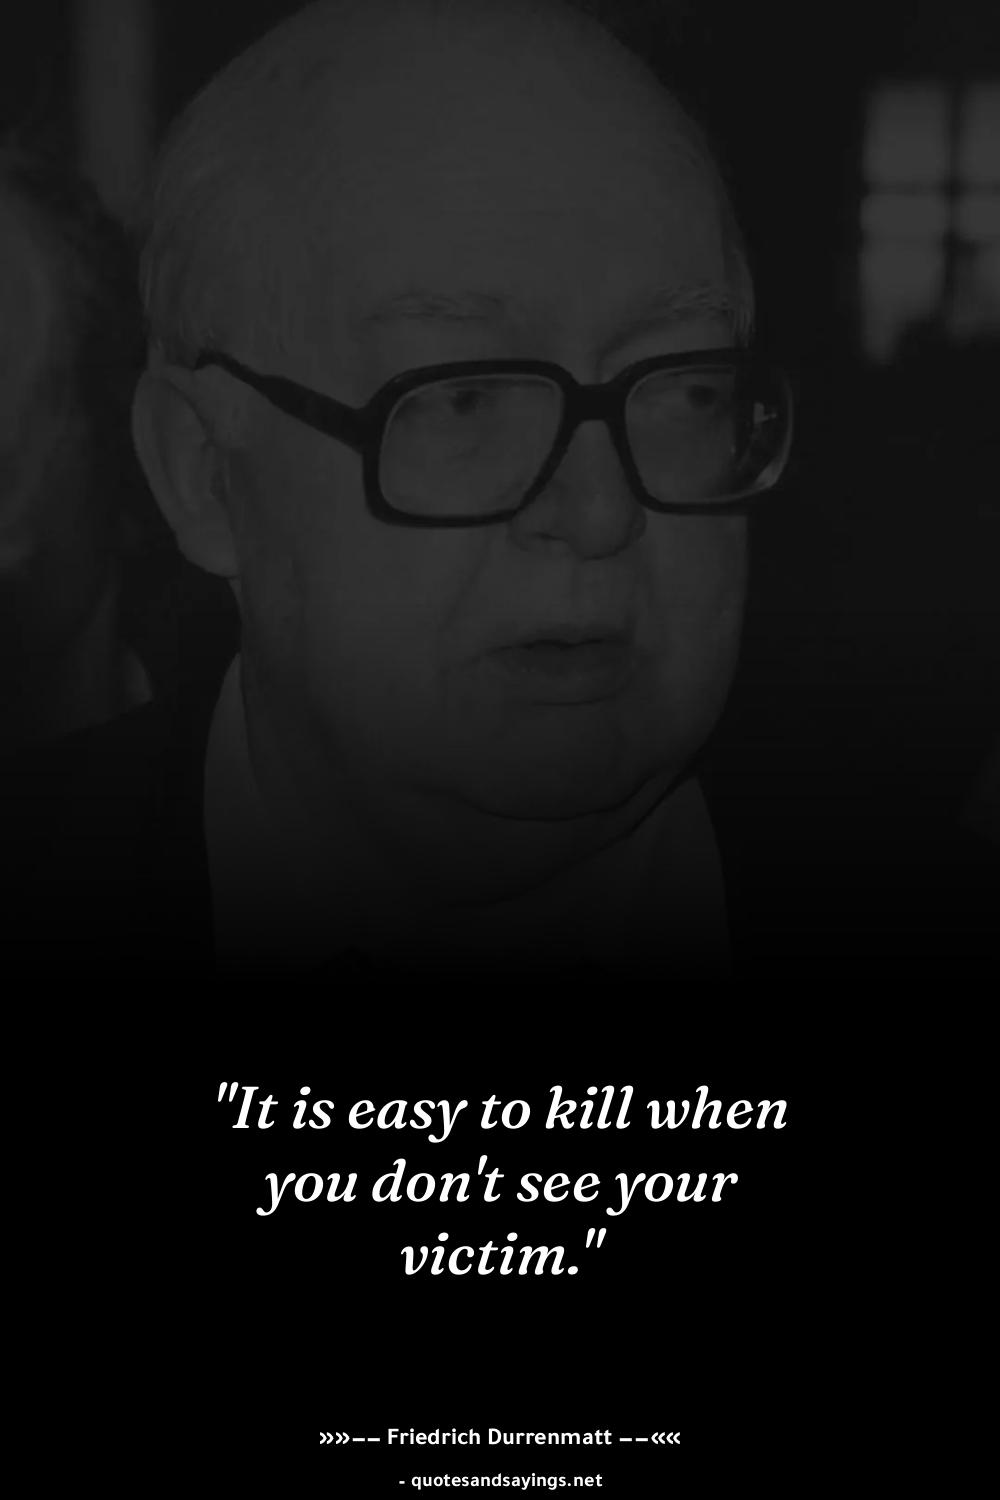 "It is easy to kill when
you don't see your
victim."
»»–– Friedrich Durrenmatt ––««
- quotesandsayings.net